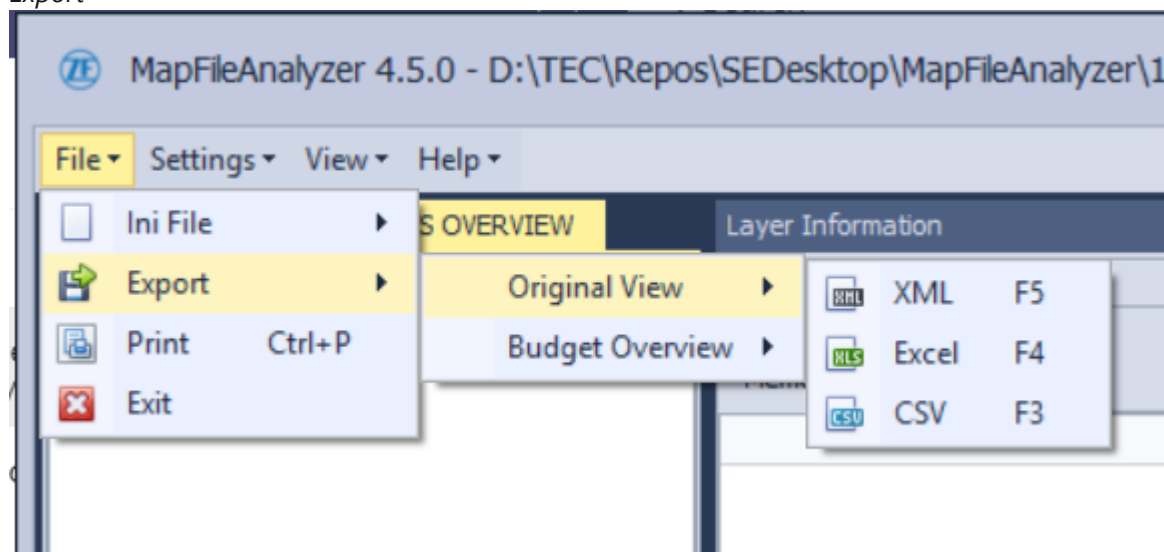 Export
ZF
MapFileAnalyzer 4.5.0 - D:\TEC\Repos\SEDesktop\MapFileAnalyzer\1
File Settings View Help
Ini File
S OVERVIEW
Layer Information
Export
Original View
XML F5
Print Ctrl+P
Budget Overview
Excel F4
Exit
CSV F3